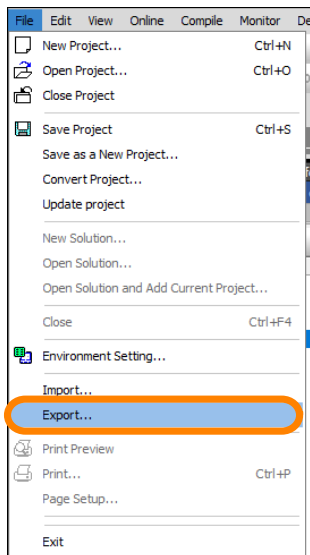 File Edit View Online Compile Monitor De
New Project... Ctrl+N
Open Project... Ctrl+O
Close Project
Save Project Ctrl+S
Save as a New Project...
Convert Project...
Update project
New Solution...
Open Solution...
Open Solution and Add Current Project...
Close Ctrl+F4
Environment Setting...
Import...
Export...
Print Preview
Print... Ctrl+P
Page Setup...
Exit